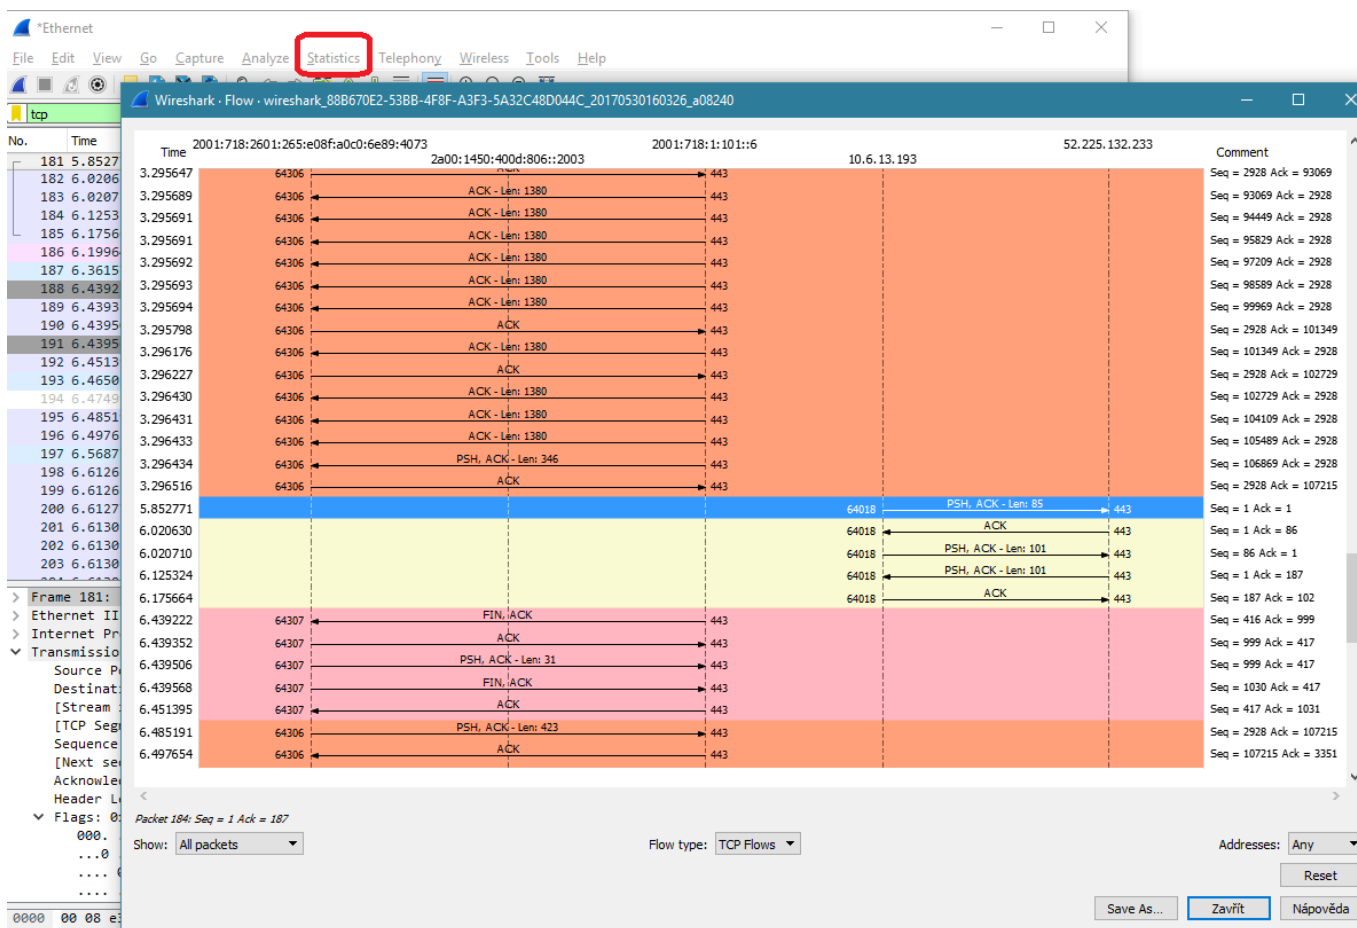 *Ethernet
File Edit View Go Capture Analyze Statistics Telephony Wireless Tools Help
Wireshark · Flow · wireshark_88B670E2-53BB-4F8F-A3F3-5A32C48D044C_20170530160326_a08240
tcp
No. Time
181 5.8527
182 6.0206
183 6.0207
184 6.1253
185 6.1756
186 6.1996
187 6.3615
188 6.4392
189 6.4393
190 6.4395
191 6.4395
192 6.4513
193 6.4650
194 6.4749
195 6.4851
196 6.4976
197 6.5687
198 6.6126
199 6.6126
200 6.6127
201 6.6130
202 6.6130
203 6.6130
Frame 181:
Ethernet II
Internet Pr
Transmissio
Source P
Destinat
[Stream
[TCP Seg
Sequence
[Next se
Acknowle
Header L
Flags: 0
000.
...0
....
....
0000 00 08 e
Time 2001:718:2601:265:e08f:a0c0:6e89:4073 2001:718:1:101::6 52.225.132.233 Comment
2a00:1450:400d:806::2003 10.6.13.193
3.295647 64306 ACK 443 Seq = 2928 Ack = 93069
3.295689 64306 ACK - Len: 1380 443 Seq = 93069 Ack = 2928
3.295691 64306 ACK - Len: 1380 443 Seq = 94449 Ack = 2928
3.295691 64306 ACK - Len: 1380 443 Seq = 95829 Ack = 2928
3.295692 64306 ACK - Len: 1380 443 Seq = 97209 Ack = 2928
3.295693 64306 ACK - Len: 1380 443 Seq = 98589 Ack = 2928
3.295694 64306 ACK - Len: 1380 443 Seq = 99969 Ack = 2928
3.295798 64306 ACK 443 Seq = 2928 Ack = 101349
3.296176 64306 ACK - Len: 1380 443 Seq = 101349 Ack = 2928
3.296227 64306 ACK 443 Seq = 2928 Ack = 102729
3.296430 64306 ACK - Len: 1380 443 Seq = 102729 Ack = 2928
3.296431 64306 ACK - Len: 1380 443 Seq = 104109 Ack = 2928
3.296433 64306 ACK - Len: 1380 443 Seq = 105489 Ack = 2928
3.296434 64306 PSH, ACK - Len: 346 443 Seq = 106869 Ack = 2928
3.296516 64306 ACK 443 Seq = 2928 Ack = 107215
5.852771 64018 PSH, ACK - Len: 85 443 Seq = 1 Ack = 1
6.020630 64018 ACK 443 Seq = 1 Ack = 86
6.020710 64018 PSH, ACK - Len: 101 443 Seq = 86 Ack = 1
6.125324 64018 PSH, ACK - Len: 101 443 Seq = 1 Ack = 187
6.175664 64018 ACK 443 Seq = 187 Ack = 102
6.439222 64307 FIN, ACK 443 Seq = 416 Ack = 999
6.439352 64307 ACK 443 Seq = 999 Ack = 417
6.439506 64307 PSH, ACK - Len: 31 443 Seq = 999 Ack = 417
6.439568 64307 FIN, ACK 443 Seq = 1030 Ack = 417
6.451395 64307 ACK 443 Seq = 417 Ack = 1031
6.485191 64306 PSH, ACK - Len: 423 443 Seq = 2928 Ack = 107215
6.497654 64306 ACK 443 Seq = 107215 Ack = 3351
Packet 184: Seq = 1 Ack = 187
Show: All packets Flow type: TCP Flows Addresses: Any
Reset
Save As... Zavřít Nápověda